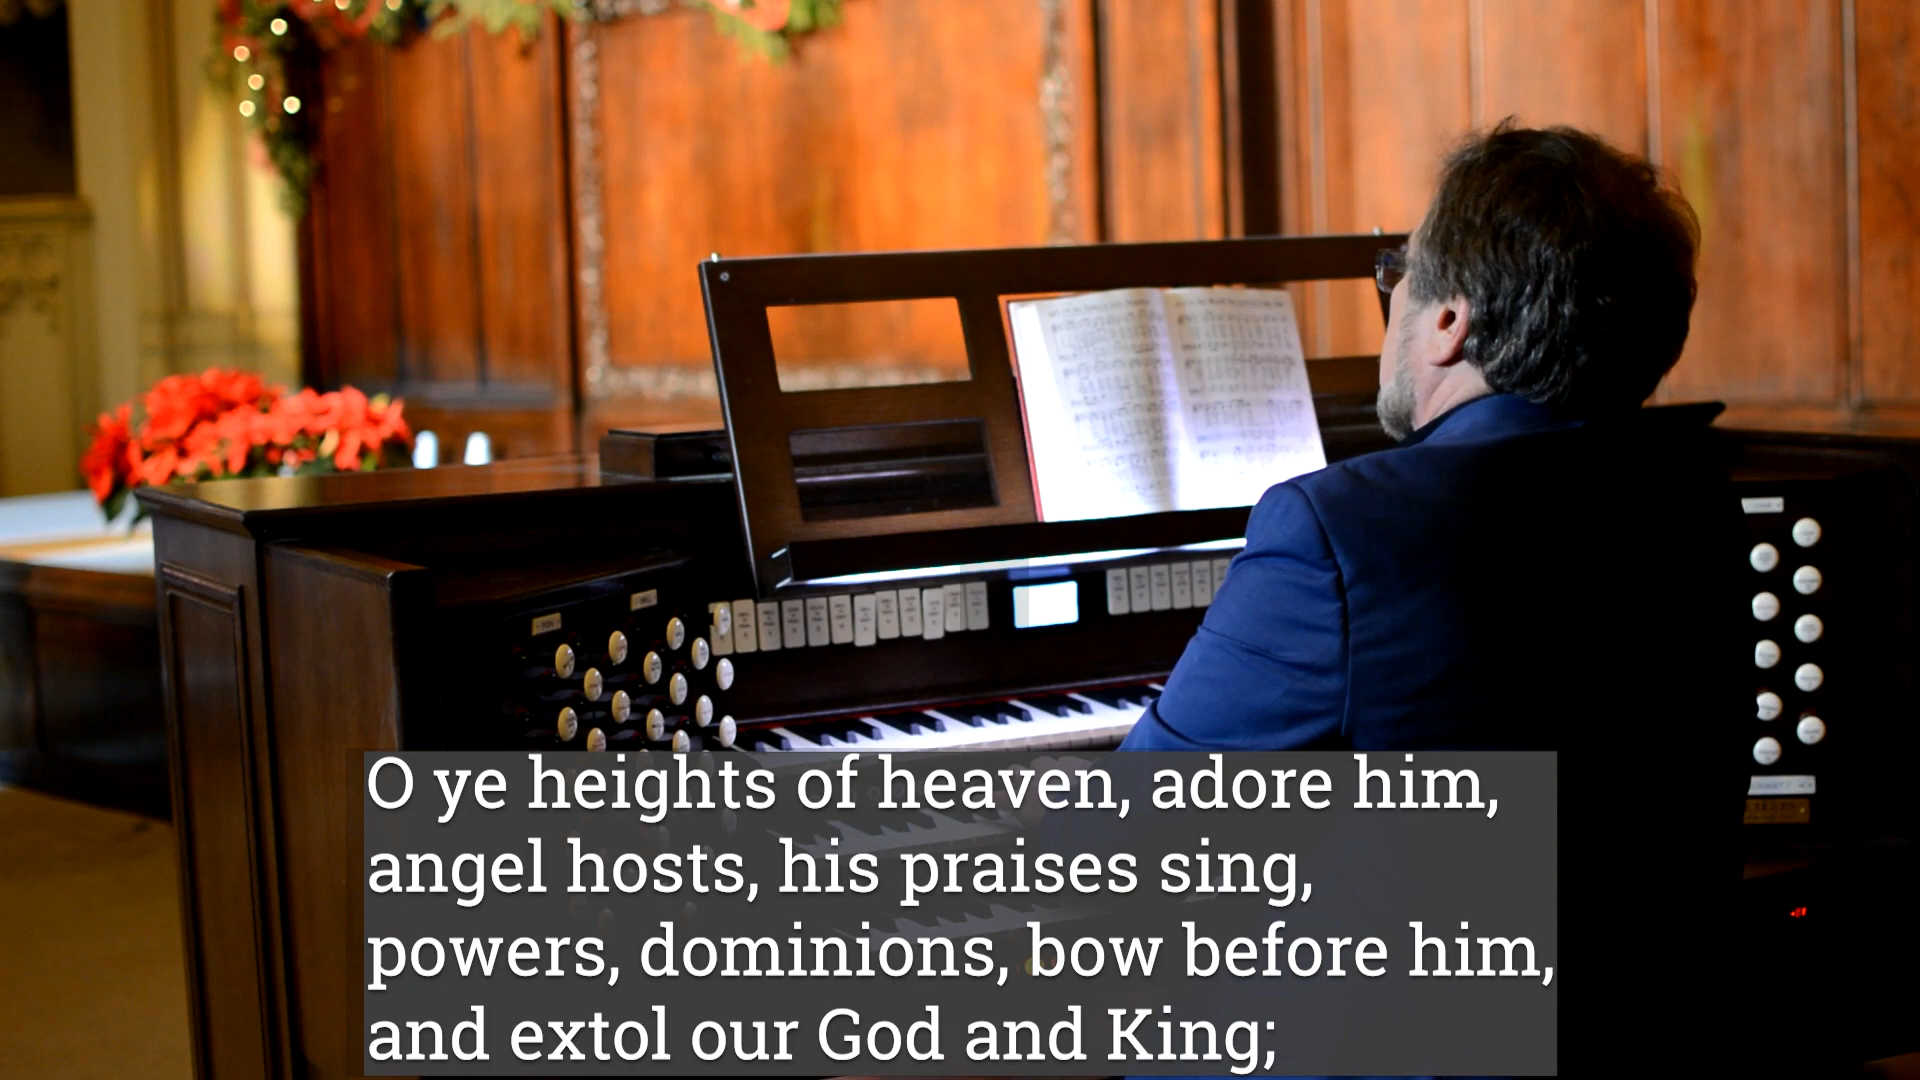 O ye heights of heaven, adore him,
angel hosts, his praises sing,
powers, dominions, bow before him,
and extol our God and King;